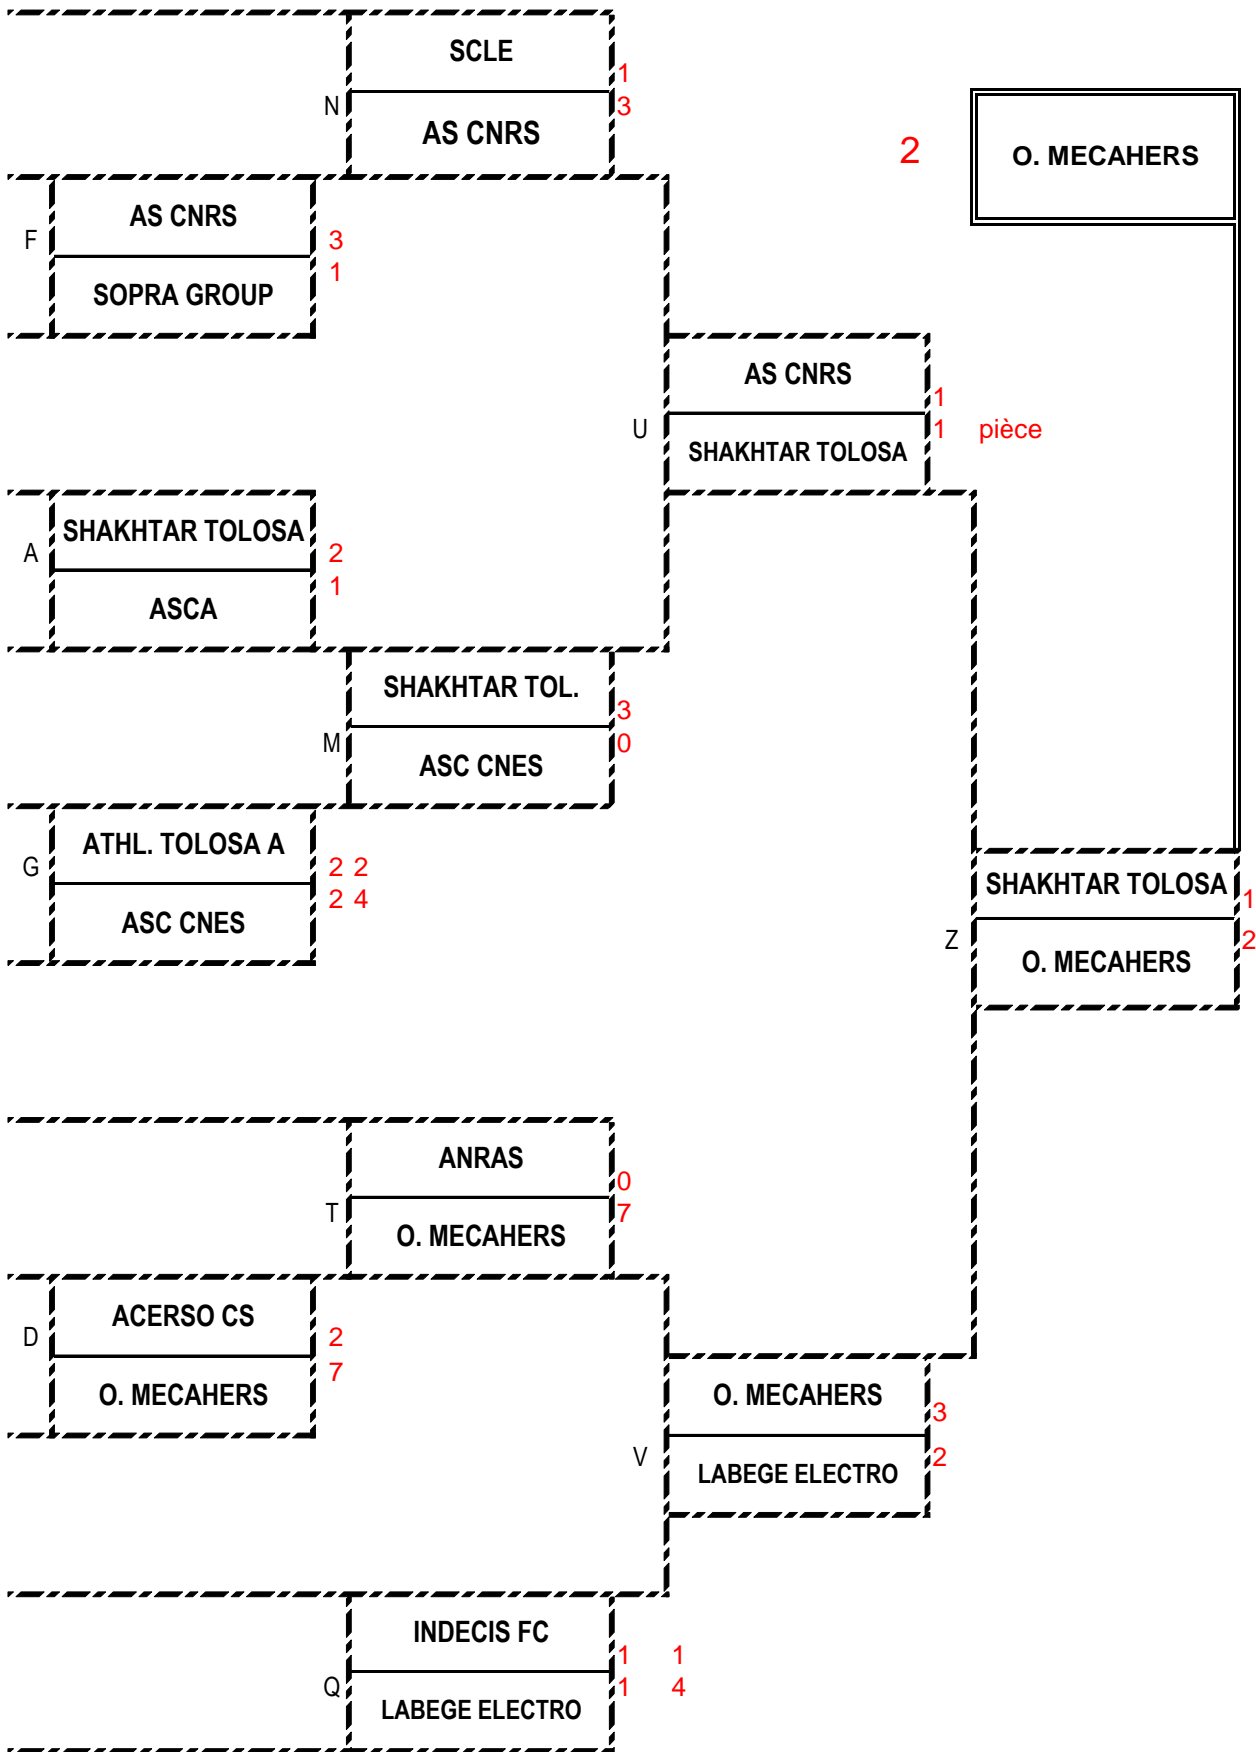 SCLE
1
N
3
AS CNRS
2
O. MECAHERS
AS CNRS
F
3
1
SOPRA GROUP
AS CNRS
1
U
1 pièce
SHAKHTAR TOLOSA
SHAKHTAR TOLOSA
A
2
1
ASCA
SHAKHTAR TOL.
3
M
0
ASC CNES
ATHL. TOLOSA A
G
2 2
2 4
ASC CNES
SHAKHTAR TOLOSA
1
Z
2
O. MECAHERS
ANRAS
0
T
7
O. MECAHERS
ACERSO CS
D
2
7
O. MECAHERS
O. MECAHERS
3
V
2
LABEGE ELECTRO
INDECIS FC
1 1
Q
1 4
LABEGE ELECTRO